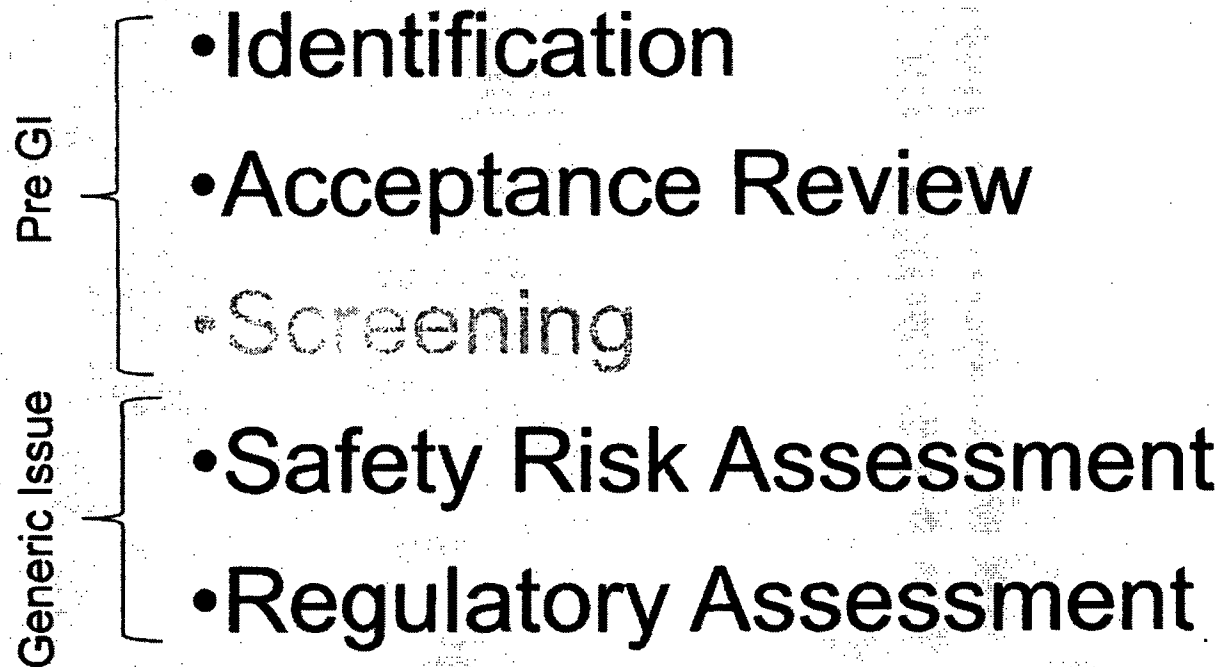 Pre GI
•Identification
•Acceptance Review
•Screening
Generic Issue
•Safety Risk Assessment
•Regulatory Assessment